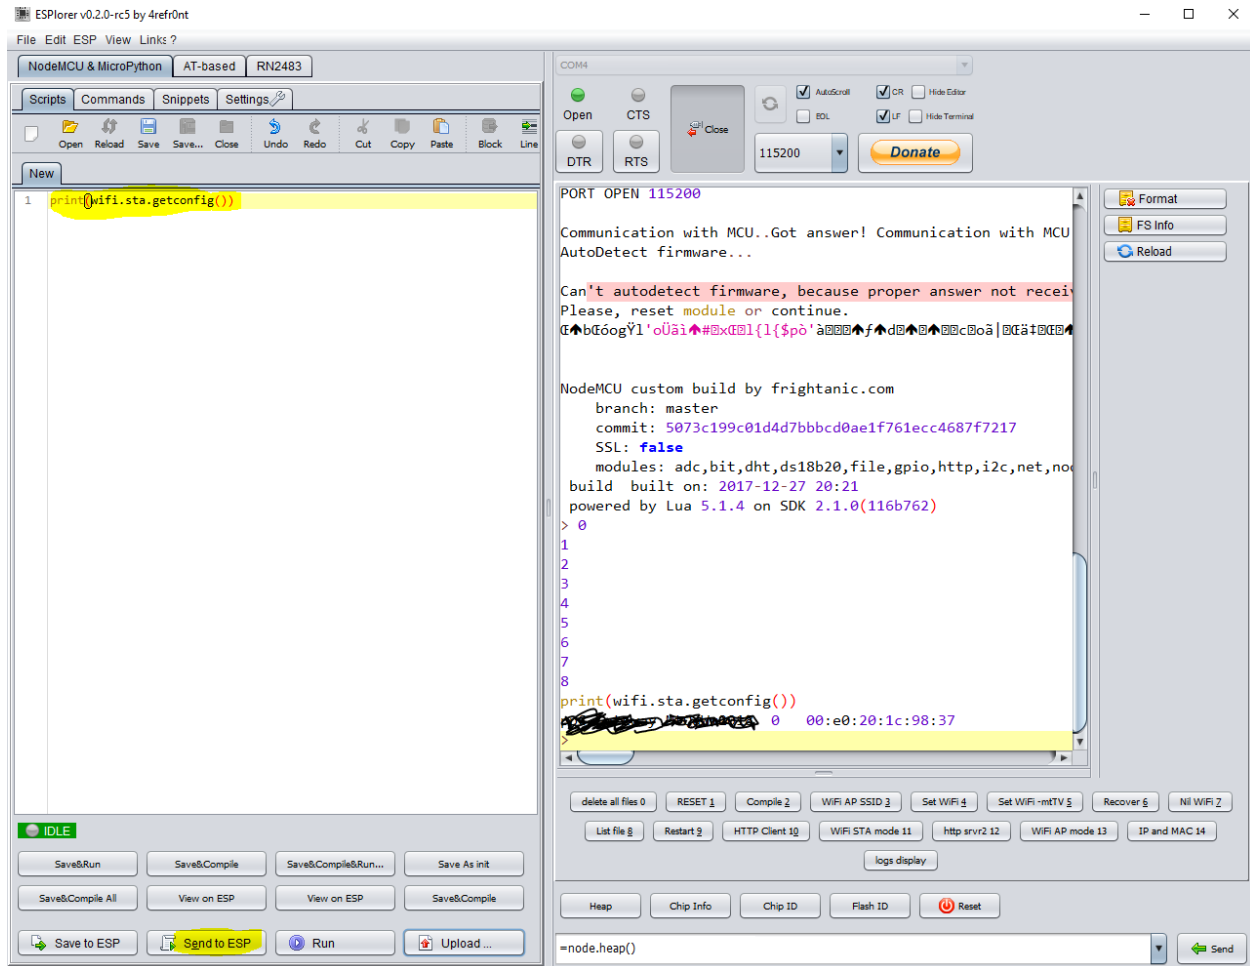 ESPlorer v0.2.0-rc5 by 4refr0nt
File Edit ESP View Links ?
NodeMCU & MicroPython AT-based RN2483
Scripts Commands Snippets Settings
Open Reload Save Save... Close Undo Redo Cut Copy Paste Block Line
New
1 print(wifi.sta.getconfig())
IDLE
Save&Run Save&Compile Save&Compile&Run... Save As init
Save&Compile All View on ESP View on ESP Save&Compile
Save to ESP Send to ESP Run Upload ...
COM4
Open CTS Close AutoScroll CR Hide Editor
EOL LF Hide Terminal
DTR RTS 115200 Donate
PORT OPEN 115200
Communication with MCU..Got answer! Communication with MCU
AutoDetect firmware...
Can't autodetect firmware, because proper answer not recei
Please, reset module or continue.
NodeMCU custom build by frightanic.com
branch: master
commit: 5073c199c01d4d7bbbcd0ae1f761ecc4687f7217
SSL: false
modules: adc,bit,dht,ds18b20,file,gpio,http,i2c,net,no
build built on: 2017-12-27 20:21
powered by Lua 5.1.4 on SDK 2.1.0(116b762)
> 0
1
2
3
4
5
6
7
8
print(wifi.sta.getconfig())
0 00:e0:20:1c:98:37
>
Format
FS Info
Reload
delete all files 0 RESET 1 Compile 2 WiFi AP SSID 3 Set WiFi 4 Set WiFi -mtTV 5 Recover 6 Nil WiFi 7
List file 8 Restart 9 HTTP Client 10 WiFi STA mode 11 http srvr2 12 WiFi AP mode 13 IP and MAC 14
logs display
Heap Chip Info Chip ID Flash ID Reset
=node.heap() Send